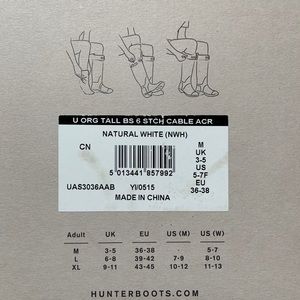 U ORG TALL BS 6 STCH CABLE ACR
NATURAL WHITE (NWH)
CN
M
UK
3-5
US
5-7F
EU
36-38
5 013441 857992
UAS3036AAB YI/0515
MADE IN CHINA
Adult UK EU US (M) US (W)
M 3-5 36-38 5-7
L 6-8 39-42 7-9 8-10
XL 9-11 43-45 10-12 11-13
HUNTERBOOTS.COM